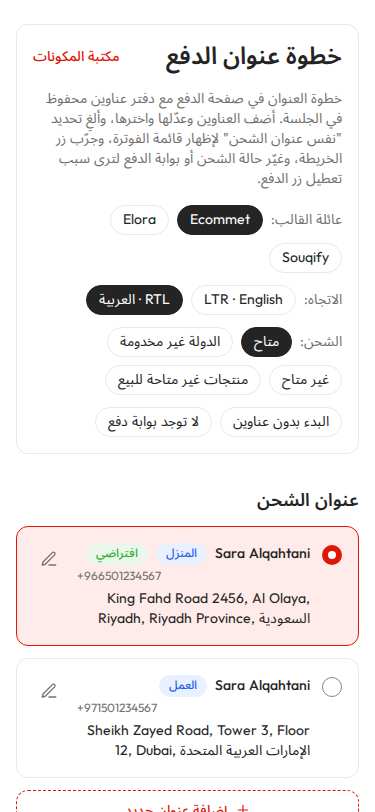 خطوة عنوان الدفع
مكتبة المكونات
خطوة العنوان في صفحة الدفع مع دفتر عناوين محفوظ
في الجلسة. أضف العناوين وعدّلها واخترها، وألغِ تحديد
"نفس عنوان الشحن" لإظهار قائمة الفوترة، وجرّب زر
الخريطة، وغيّر حالة الشحن أو بوابة الدفع لترى سبب
تعطيل زر الدفع.
عائلة القالب: Ecommet Elora
Souqify
الاتجاه: LTR · English RTL · العربية
الشحن: متاح الدولة غير مخدومة
غير متاح منتجات غير متاحة للبيع
البدء بدون عناوين لا توجد بوابة دفع
عنوان الشحن
Sara Alqahtani المنزل افتراضي
+966501234567
King Fahd Road 2456, Al Olaya,
Riyadh, Riyadh Province, السعودية
Sara Alqahtani العمل
+971501234567
Sheikh Zayed Road, Tower 3, Floor
12, Dubai, الإمارات العربية المتحدة
+ إضافة عنوان جديد